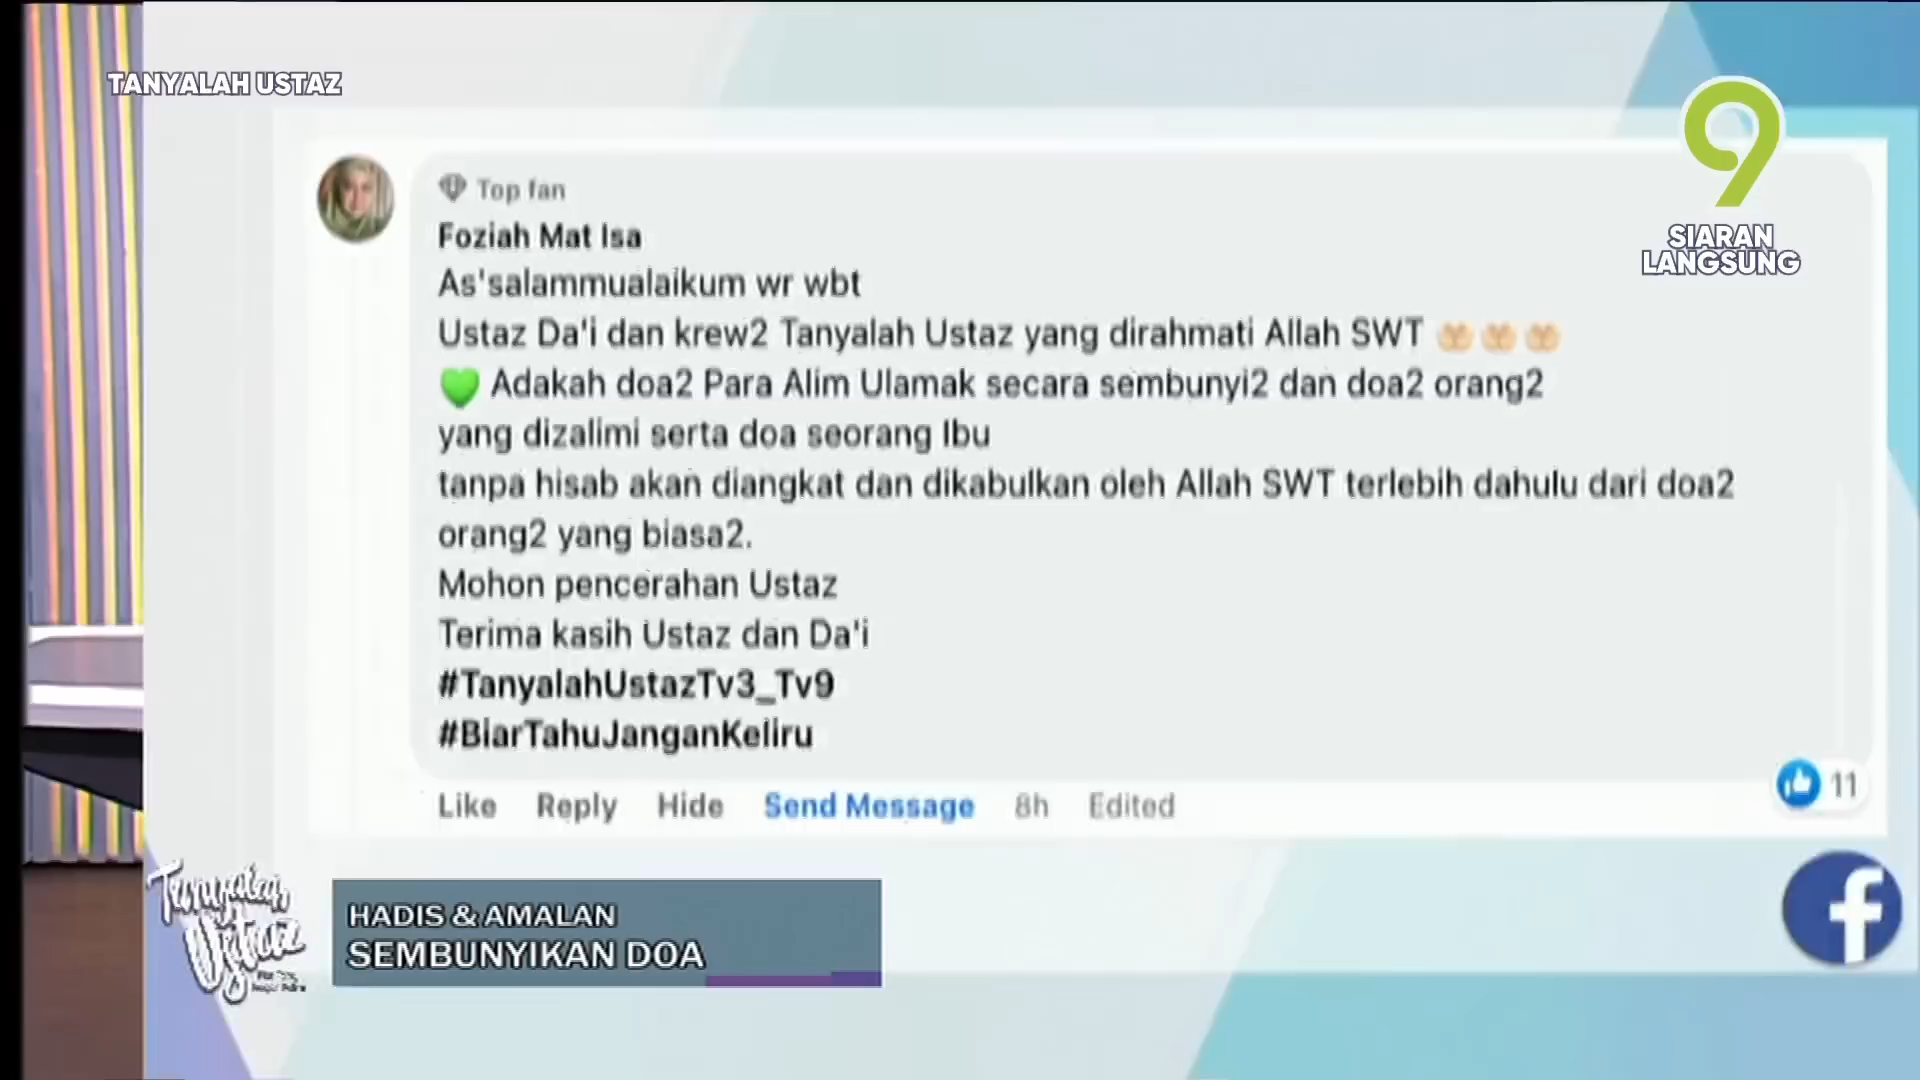 TANYALAH USTAZ
9
SIARAN
LANGSUNG
Top fan
Foziah Mat Isa
As'salammualaikum wr wbt
Ustaz Da'i dan krew2 Tanyalah Ustaz yang dirahmati Allah SWT 🤲🏻🤲🏻🤲🏻
💚 Adakah doa2 Para Alim Ulamak secara sembunyi2 dan doa2 orang2
yang dizalimi serta doa seorang Ibu
tanpa hisab akan diangkat dan dikabulkan oleh Allah SWT terlebih dahulu dari doa2
orang2 yang biasa2.
Mohon pencerahan Ustaz
Terima kasih Ustaz dan Da'i
#TanyalahUstazTv3_Tv9
#BiarTahuJanganKeliru
11
Like Reply Hide Send Message 8h Edited
Tanyalah
Ustaz
HADIS & AMALAN
SEMBUNYIKAN DOA
f